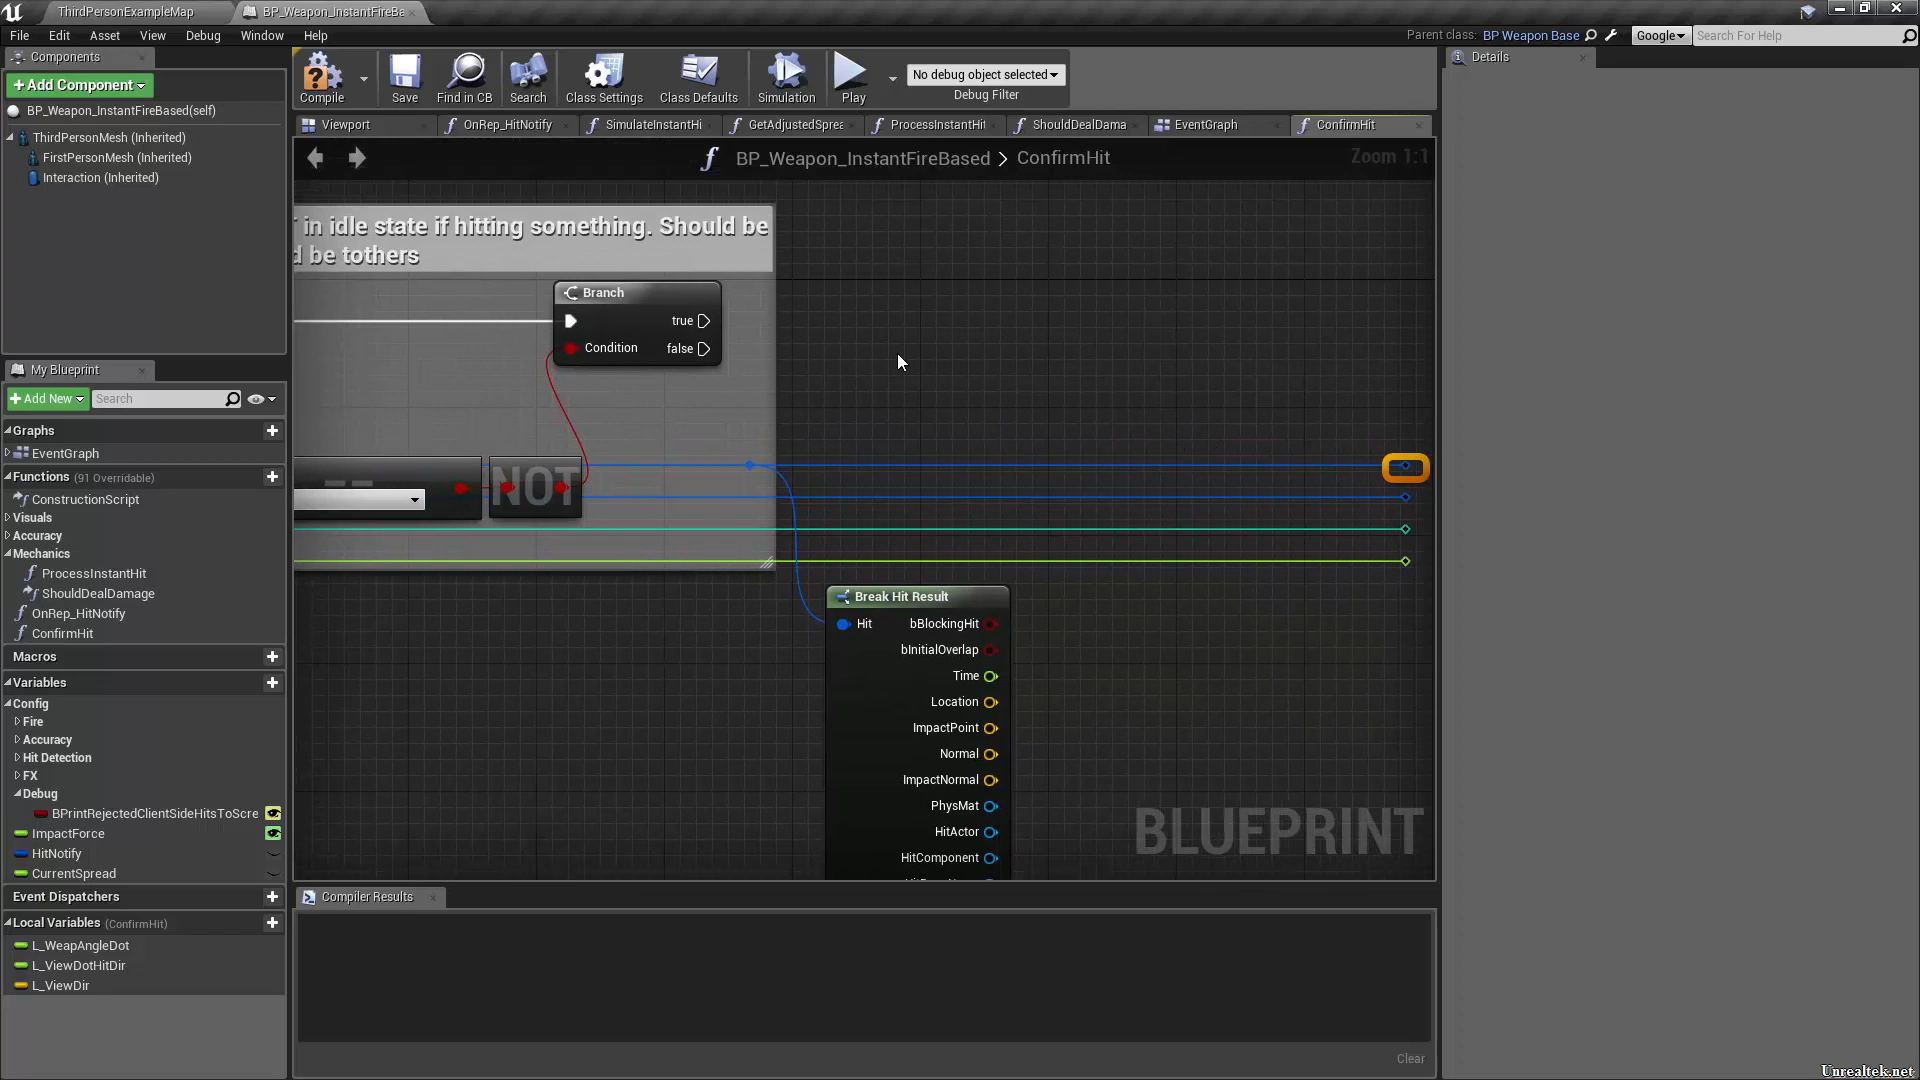 ThirdPersonExampleMap
BP_Weapon_InstantFireBa
File Edit Asset View Debug Window Help
Parent class: BP Weapon Base
Google
Search For Help
Components
Add Component
BP_Weapon_InstantFireBased(self)
ThirdPersonMesh (Inherited)
FirstPersonMesh (Inherited)
Interaction (Inherited)
Compile
Save
Find in CB
Search
Class Settings
Class Defaults
Simulation
Play
No debug object selected
Debug Filter
Details
Viewport
OnRep_HitNotify
SimulateInstantHi
GetAdjustedSprea
ProcessInstantHit
ShouldDealDama
EventGraph
ConfirmHit
BP_Weapon_InstantFireBased > ConfirmHit
Zoom 1:1
in idle state if hitting something. Should be
d be tothers
Branch
true
Condition
false
==
NOT
Break Hit Result
Hit
bBlockingHit
bInitialOverlap
Time
Location
ImpactPoint
Normal
ImpactNormal
PhysMat
HitActor
HitComponent
BLUEPRINT
My Blueprint
Add New
Search
Graphs
EventGraph
Functions (91 Overridable)
ConstructionScript
Visuals
Accuracy
Mechanics
ProcessInstantHit
ShouldDealDamage
OnRep_HitNotify
ConfirmHit
Macros
Variables
Config
Fire
Accuracy
Hit Detection
FX
Debug
BPrintRejectedClientSideHitsToScre
ImpactForce
HitNotify
CurrentSpread
Event Dispatchers
Local Variables (ConfirmHit)
L_WeapAngleDot
L_ViewDotHitDir
L_ViewDir
Compiler Results
Clear
Unrealtek.net